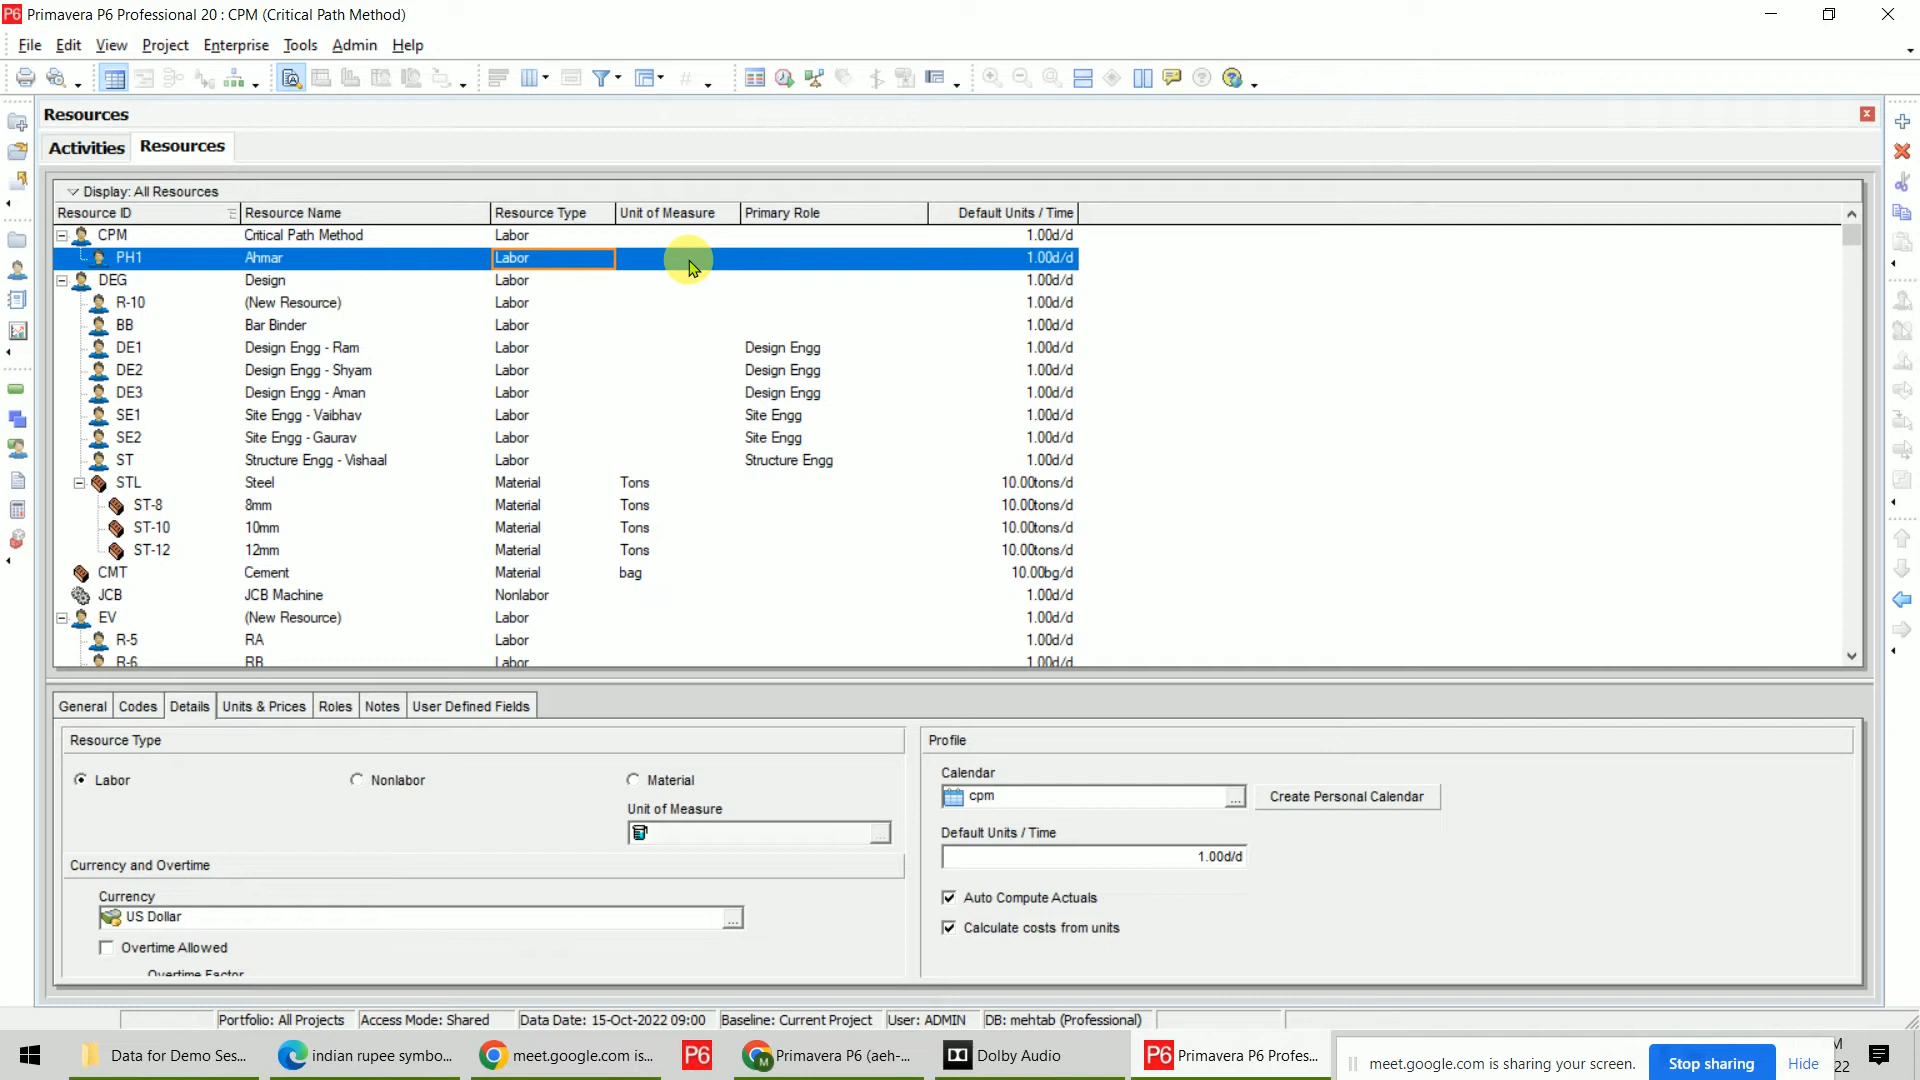 Primavera P6 Professional 20 : CPM (Critical Path Method)
File Edit View Project Enterprise Tools Admin Help
Resources
Activities Resources
Display: All Resources
Resource ID Resource Name Resource Type Unit of Measure Primary Role Default Units / Time
CPM Critical Path Method Labor 1.00d/d
PH1 Ahmar Labor 1.00d/d
DEG Design Labor 1.00d/d
R-10 (New Resource) Labor 1.00d/d
BB Bar Binder Labor 1.00d/d
DE1 Design Engg - Ram Labor Design Engg 1.00d/d
DE2 Design Engg - Shyam Labor Design Engg 1.00d/d
DE3 Design Engg - Aman Labor Design Engg 1.00d/d
SE1 Site Engg - Vaibhav Labor Site Engg 1.00d/d
SE2 Site Engg - Gaurav Labor Site Engg 1.00d/d
ST Structure Engg - Vishaal Labor Structure Engg 1.00d/d
STL Steel Material Tons 10.00tons/d
ST-8 8mm Material Tons 10.00tons/d
ST-10 10mm Material Tons 10.00tons/d
ST-12 12mm Material Tons 10.00tons/d
CMT Cement Material bag 10.00bg/d
JCB JCB Machine Nonlabor 1.00d/d
EV (New Resource) Labor 1.00d/d
R-5 RA Labor 1.00d/d
R-6 RB Labor 1.00d/d
General Codes Details Units & Prices Roles Notes User Defined Fields
Resource Type
Labor Nonlabor Material
Unit of Measure
Currency and Overtime
Currency
US Dollar
Overtime Allowed
Overtime Factor
Profile
Calendar
cpm Create Personal Calendar
Default Units / Time
1.00d/d
Auto Compute Actuals
Calculate costs from units
Portfolio: All Projects Access Mode: Shared Data Date: 15-Oct-2022 09:00 Baseline: Current Project User: ADMIN DB: mehtab (Professional)
Data for Demo Ses... indian rupee symbo... meet.google.com is... P6 Primavera P6 (aeh-... Dolby Audio P6 Primavera P6 Profes... meet.google.com is sharing your screen. Stop sharing Hide